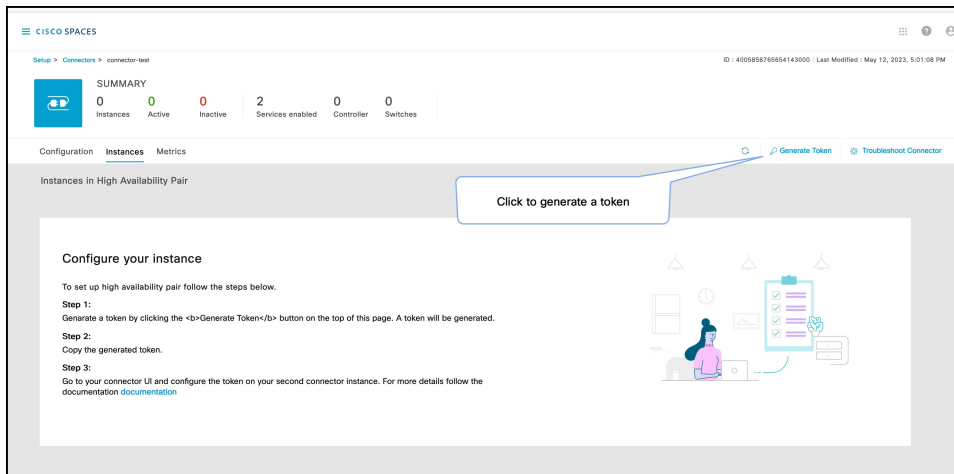 CISCO SPACES
Setup > Connectors > connector-test
ID : 4005858765654143000 | Last Modified : May 12, 2023, 5:01:08 PM
SUMMARY
0 0 0 2 0 0
Instances Active Inactive Services enabled Controller Switches
Configuration Instances Metrics
Generate Token Troubleshoot Connector
Instances in High Availability Pair
Click to generate a token
Configure your instance
To set up high availability pair follow the steps below.
Step 1:
Genarate a token by clicking the <b>Generate Token</b> button on the top of this page. A token will be generated.
Step 2:
Copy the generated token.
Step 3:
Go to your connector UI and configure the token on your second connector instance. For more details follow the
documentation documentation